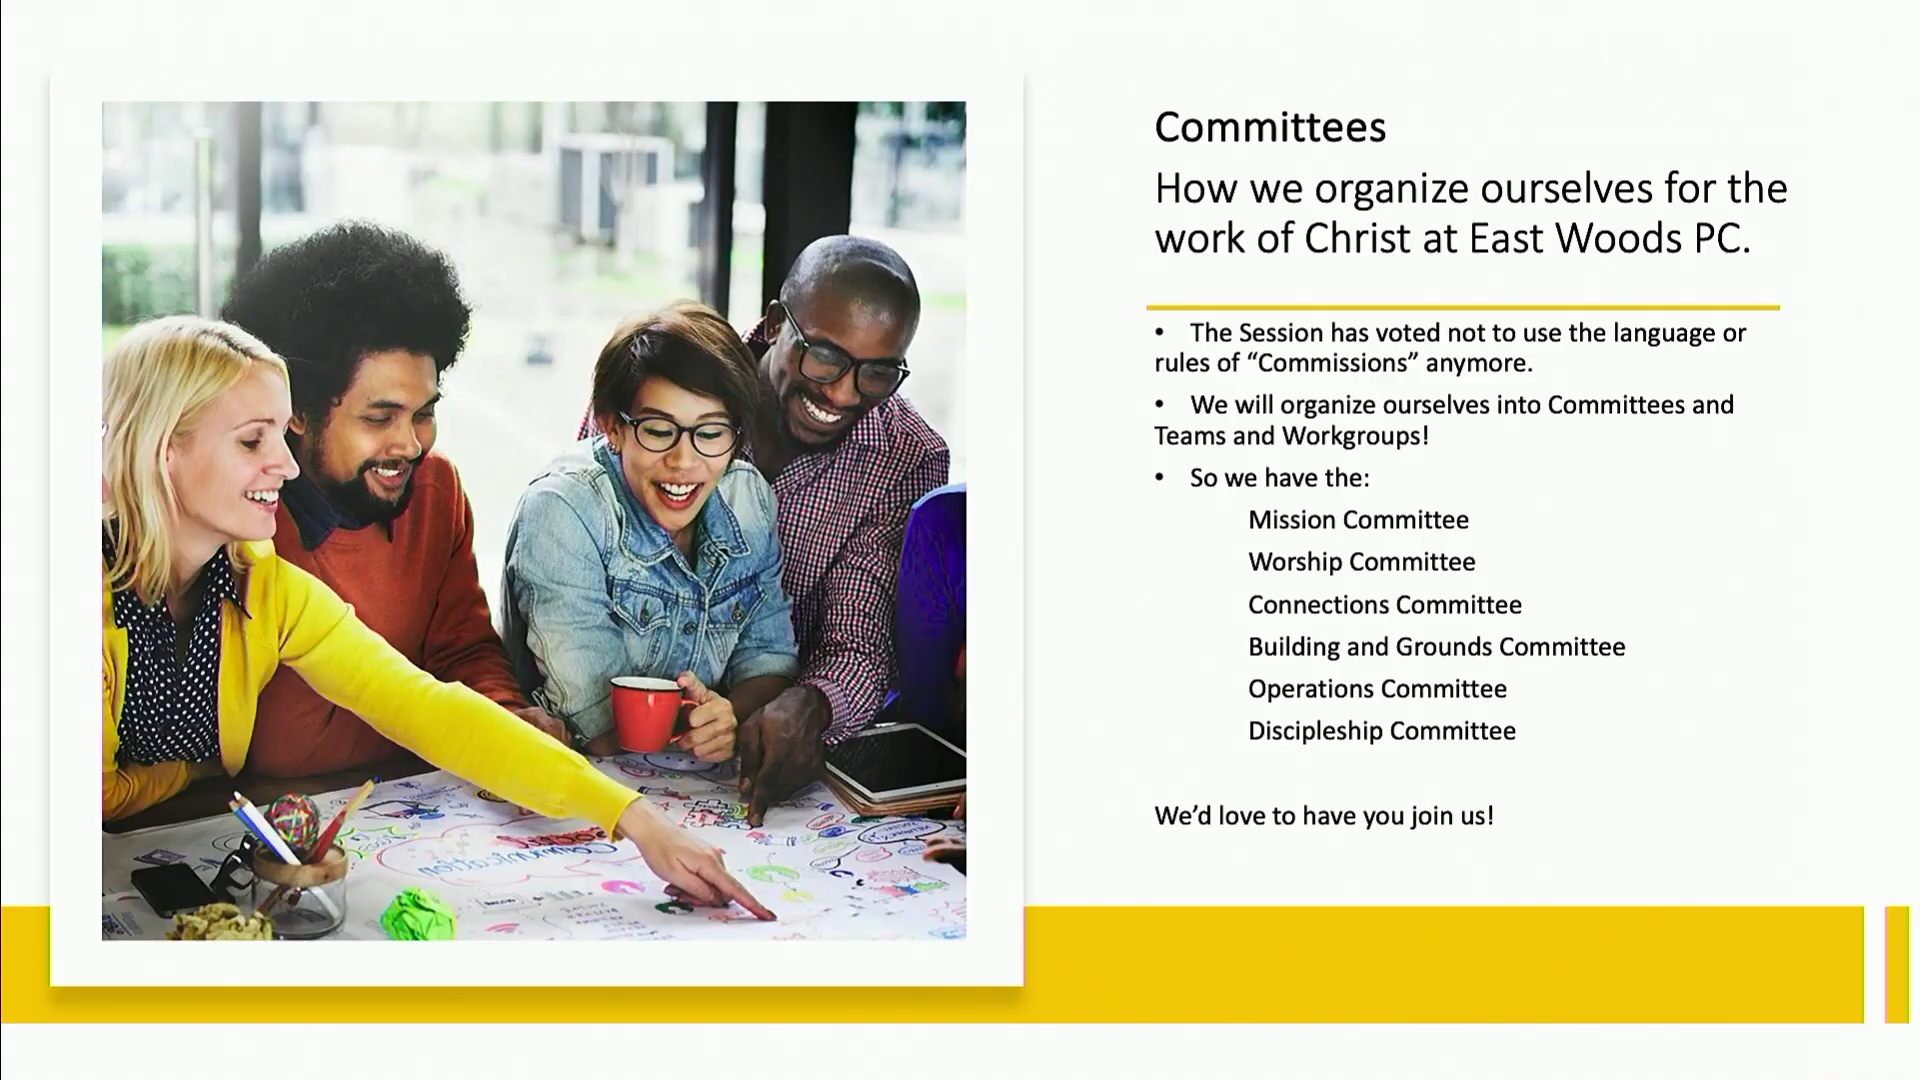 Committees
How we organize ourselves for the
work of Christ at East Woods PC.
• The Session has voted not to use the language or
rules of “Commissions” anymore.
• We will organize ourselves into Committees and
Teams and Workgroups!
• So we have the:
Mission Committee
Worship Committee
Connections Committee
Building and Grounds Committee
Operations Committee
Discipleship Committee
We’d love to have you join us!
Communication